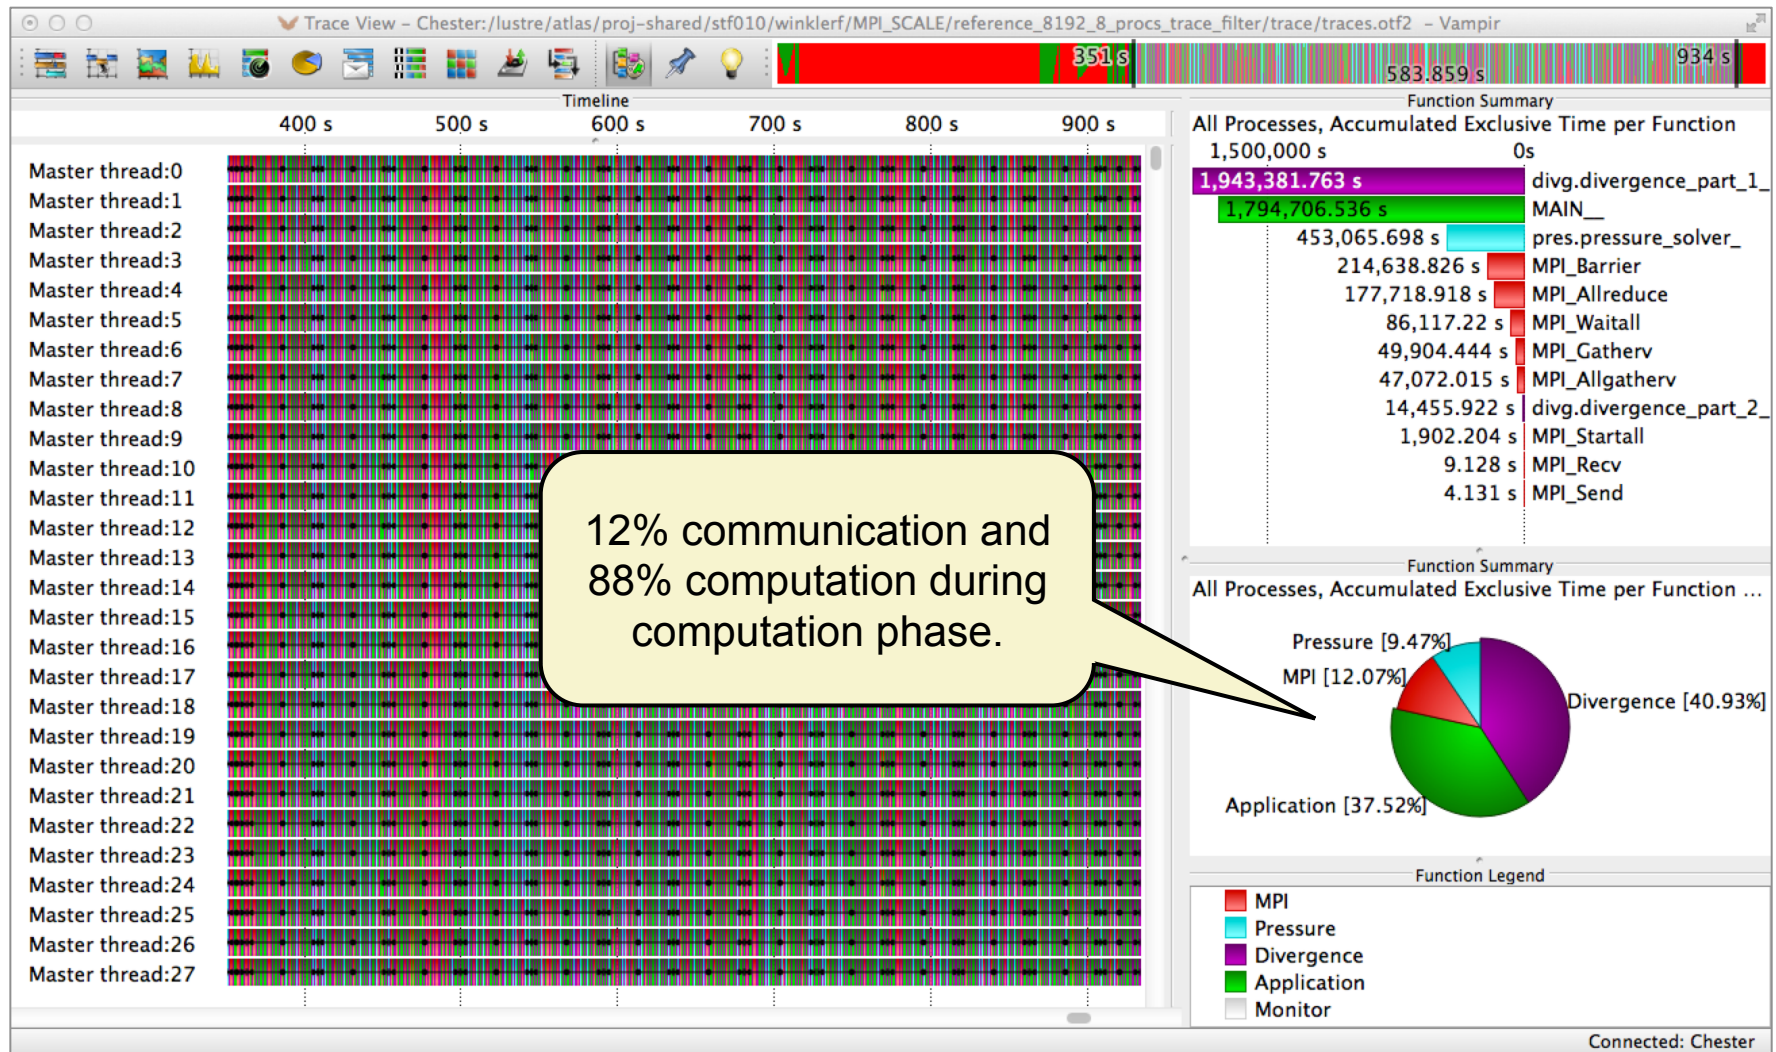 Trace View – Chester:/lustre/atlas/proj-shared/stf010/winklerf/MPI_SCALE/reference_8192_8_procs_trace_filter/trace/traces.otf2 – Vampir
351 s
583.859 s
934 s
Timeline
400 s 500 s 600 s 700 s 800 s 900 s
Master thread:0
Master thread:1
Master thread:2
Master thread:3
Master thread:4
Master thread:5
Master thread:6
Master thread:7
Master thread:8
Master thread:9
Master thread:10
Master thread:11
Master thread:12
Master thread:13
Master thread:14
Master thread:15
Master thread:16
Master thread:17
Master thread:18
Master thread:19
Master thread:20
Master thread:21
Master thread:22
Master thread:23
Master thread:24
Master thread:25
Master thread:26
Master thread:27
12% communication and
88% computation during
computation phase.
Function Summary
All Processes, Accumulated Exclusive Time per Function
1,500,000 s 0s
1,943,381.763 s divg.divergence_part_1_
1,794,706.536 s MAIN__
453,065.698 s pres.pressure_solver_
214,638.826 s MPI_Barrier
177,718.918 s MPI_Allreduce
86,117.22 s MPI_Waitall
49,904.444 s MPI_Gatherv
47,072.015 s MPI_Allgatherv
14,455.922 s divg.divergence_part_2_
1,902.204 s MPI_Startall
9.128 s MPI_Recv
4.131 s MPI_Send
Function Summary
All Processes, Accumulated Exclusive Time per Function ...
Pressure [9.47%]
MPI [12.07%]
Divergence [40.93%]
Application [37.52%]
Function Legend
MPI
Pressure
Divergence
Application
Monitor
Connected: Chester